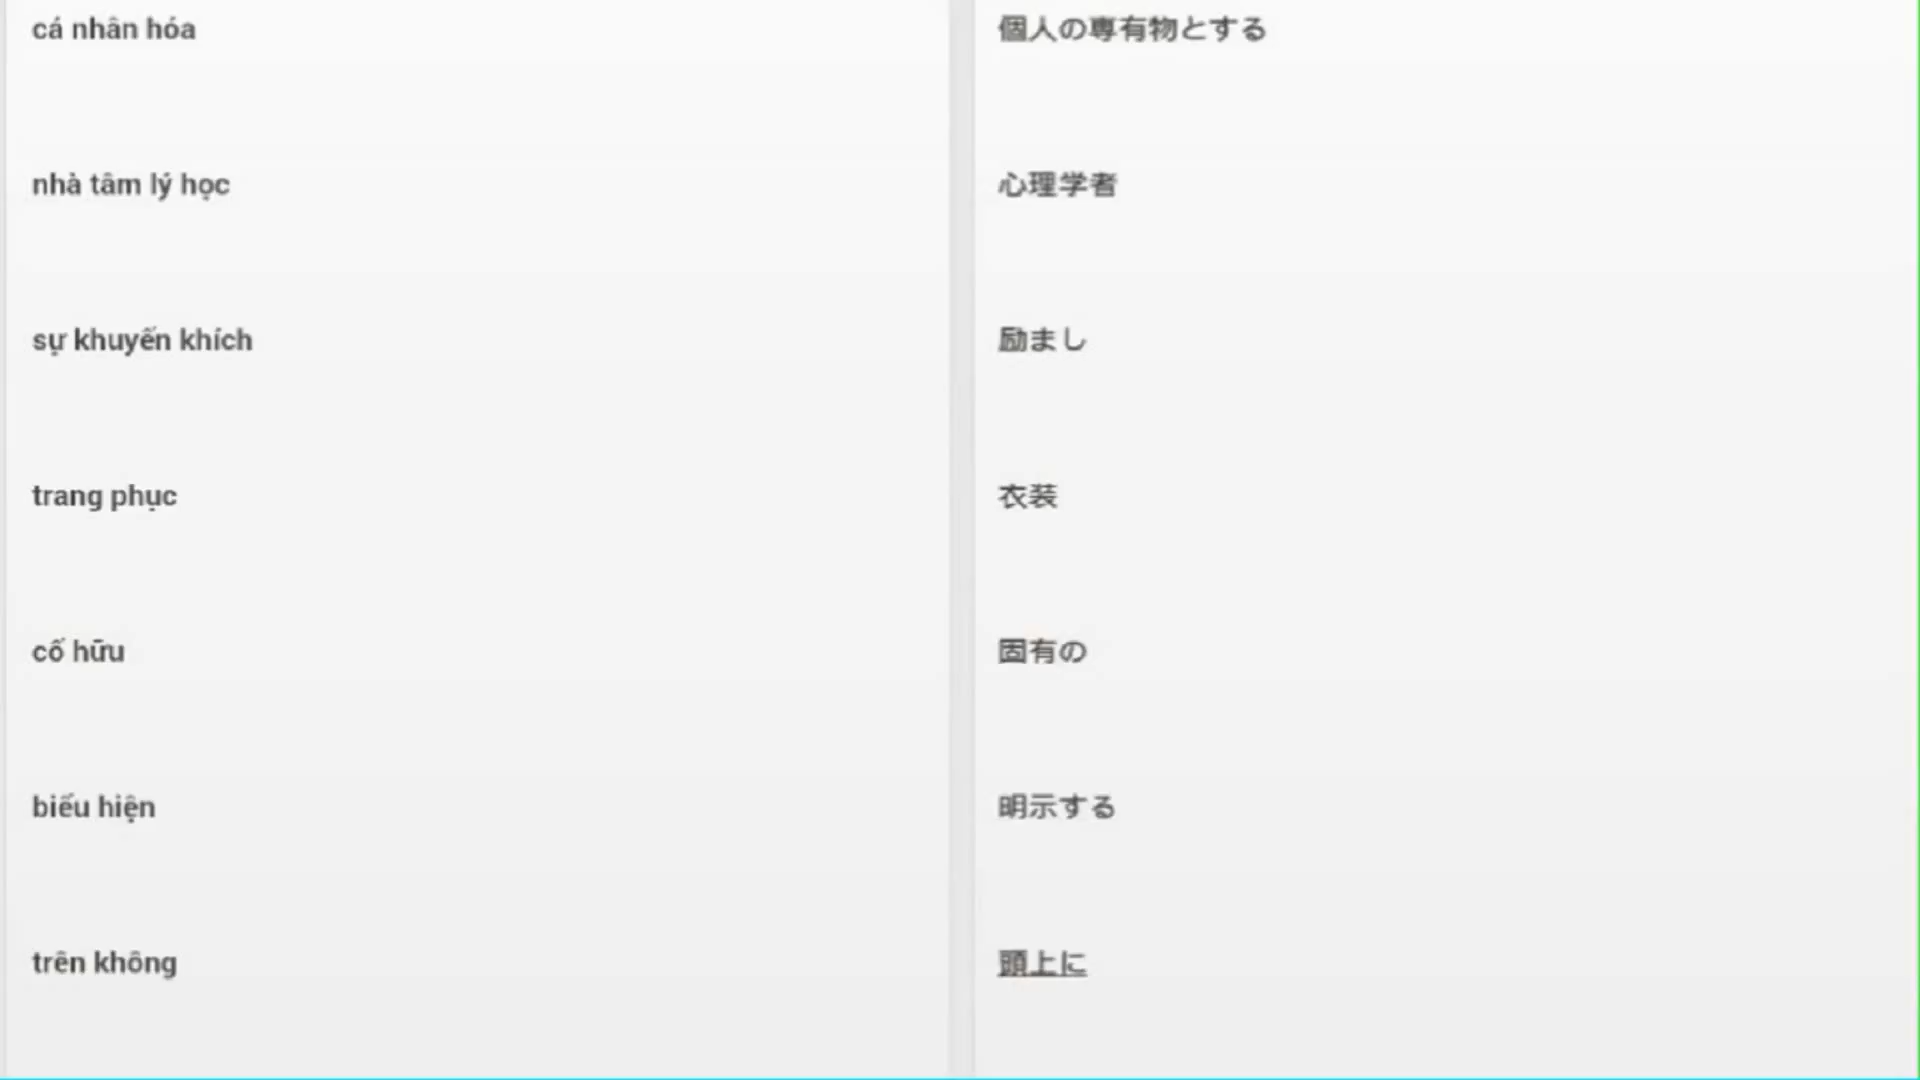 cá nhân hóa
個人の専有物とする
nhà tâm lý học
心理学者
sự khuyến khích
励まし
trang phục
衣装
cố hữu
固有の
biểu hiện
明示する
trên không
頭上に